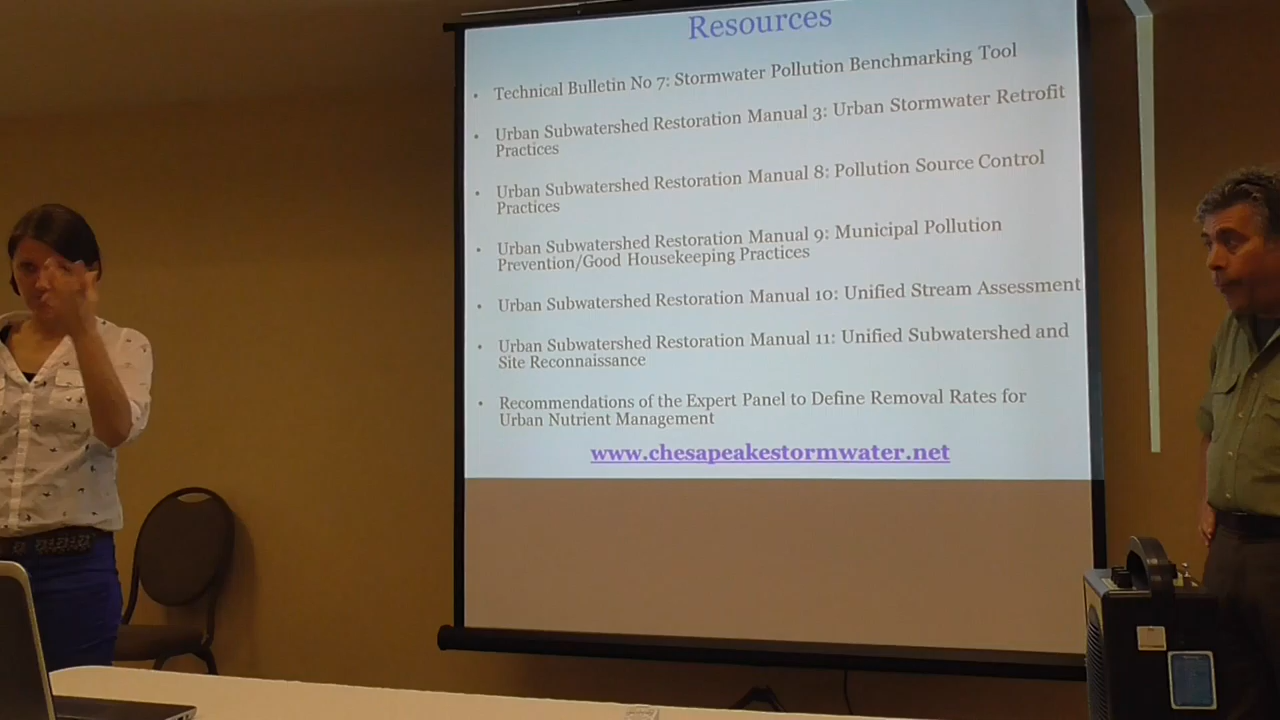 Resources
• Technical Bulletin No 7: Stormwater Pollution Benchmarking Tool
• Urban Subwatershed Restoration Manual 3: Urban Stormwater Retrofit
Practices
• Urban Subwatershed Restoration Manual 8: Pollution Source Control
Practices
• Urban Subwatershed Restoration Manual 9: Municipal Pollution
Prevention/Good Housekeeping Practices
• Urban Subwatershed Restoration Manual 10: Unified Stream Assessment
• Urban Subwatershed Restoration Manual 11: Unified Subwatershed and
Site Reconnaissance
• Recommendations of the Expert Panel to Define Removal Rates for
Urban Nutrient Management
www.chesapeakestormwater.net